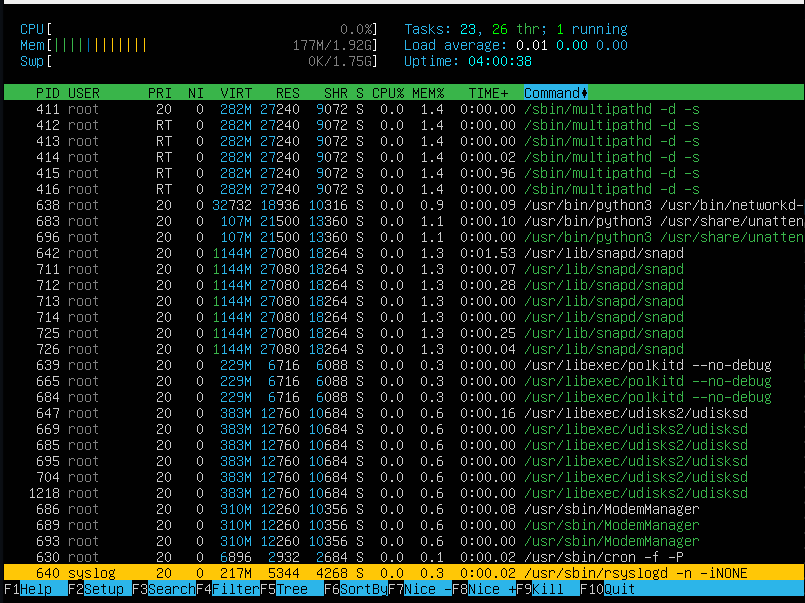 CPU[ 0.0%] Tasks: 23, 26 thr; 1 running
Mem[||||||||||||| 177M/1.92G] Load average: 0.01 0.00 0.00
Swp[ 0K/1.75G] Uptime: 04:00:38
PID USER PRI NI VIRT RES SHR S CPU% MEM% TIME+ Command
411 root 20 0 282M 27240 9072 S 0.0 1.4 0:00.00 /sbin/multipathd -d -s
412 root RT 0 282M 27240 9072 S 0.0 1.4 0:00.00 /sbin/multipathd -d -s
413 root RT 0 282M 27240 9072 S 0.0 1.4 0:00.00 /sbin/multipathd -d -s
414 root RT 0 282M 27240 9072 S 0.0 1.4 0:00.02 /sbin/multipathd -d -s
415 root RT 0 282M 27240 9072 S 0.0 1.4 0:00.96 /sbin/multipathd -d -s
416 root RT 0 282M 27240 9072 S 0.0 1.4 0:00.00 /sbin/multipathd -d -s
638 root 20 0 32732 18936 10316 S 0.0 0.9 0:00.09 /usr/bin/python3 /usr/bin/networkd-
683 root 20 0 107M 21500 13360 S 0.0 1.1 0:00.10 /usr/bin/python3 /usr/share/unatten
696 root 20 0 107M 21500 13360 S 0.0 1.1 0:00.00 /usr/bin/python3 /usr/share/unatten
642 root 20 0 1144M 27080 18264 S 0.0 1.3 0:01.53 /usr/lib/snapd/snapd
711 root 20 0 1144M 27080 18264 S 0.0 1.3 0:00.07 /usr/lib/snapd/snapd
712 root 20 0 1144M 27080 18264 S 0.0 1.3 0:00.28 /usr/lib/snapd/snapd
713 root 20 0 1144M 27080 18264 S 0.0 1.3 0:00.00 /usr/lib/snapd/snapd
714 root 20 0 1144M 27080 18264 S 0.0 1.3 0:00.00 /usr/lib/snapd/snapd
725 root 20 0 1144M 27080 18264 S 0.0 1.3 0:00.25 /usr/lib/snapd/snapd
726 root 20 0 1144M 27080 18264 S 0.0 1.3 0:00.04 /usr/lib/snapd/snapd
639 root 20 0 229M 6716 6088 S 0.0 0.3 0:00.00 /usr/libexec/polkitd --no-debug
665 root 20 0 229M 6716 6088 S 0.0 0.3 0:00.00 /usr/libexec/polkitd --no-debug
684 root 20 0 229M 6716 6088 S 0.0 0.3 0:00.00 /usr/libexec/polkitd --no-debug
647 root 20 0 383M 12760 10684 S 0.0 0.6 0:00.16 /usr/libexec/udisks2/udisksd
669 root 20 0 383M 12760 10684 S 0.0 0.6 0:00.00 /usr/libexec/udisks2/udisksd
685 root 20 0 383M 12760 10684 S 0.0 0.6 0:00.00 /usr/libexec/udisks2/udisksd
695 root 20 0 383M 12760 10684 S 0.0 0.6 0:00.00 /usr/libexec/udisks2/udisksd
704 root 20 0 383M 12760 10684 S 0.0 0.6 0:00.00 /usr/libexec/udisks2/udisksd
1218 root 20 0 383M 12760 10684 S 0.0 0.6 0:00.00 /usr/libexec/udisks2/udisksd
686 root 20 0 310M 12260 10356 S 0.0 0.6 0:00.08 /usr/sbin/ModemManager
689 root 20 0 310M 12260 10356 S 0.0 0.6 0:00.00 /usr/sbin/ModemManager
693 root 20 0 310M 12260 10356 S 0.0 0.6 0:00.00 /usr/sbin/ModemManager
630 root 20 0 6896 2932 2684 S 0.0 0.1 0:00.02 /usr/sbin/cron -f -P
640 syslog 20 0 217M 5344 4268 S 0.0 0.3 0:00.02 /usr/sbin/rsyslogd -n -iNONE
F1Help F2Setup F3SearchF4FilterF5Tree F6SortByF7Nice -F8Nice +F9Kill F10Quit